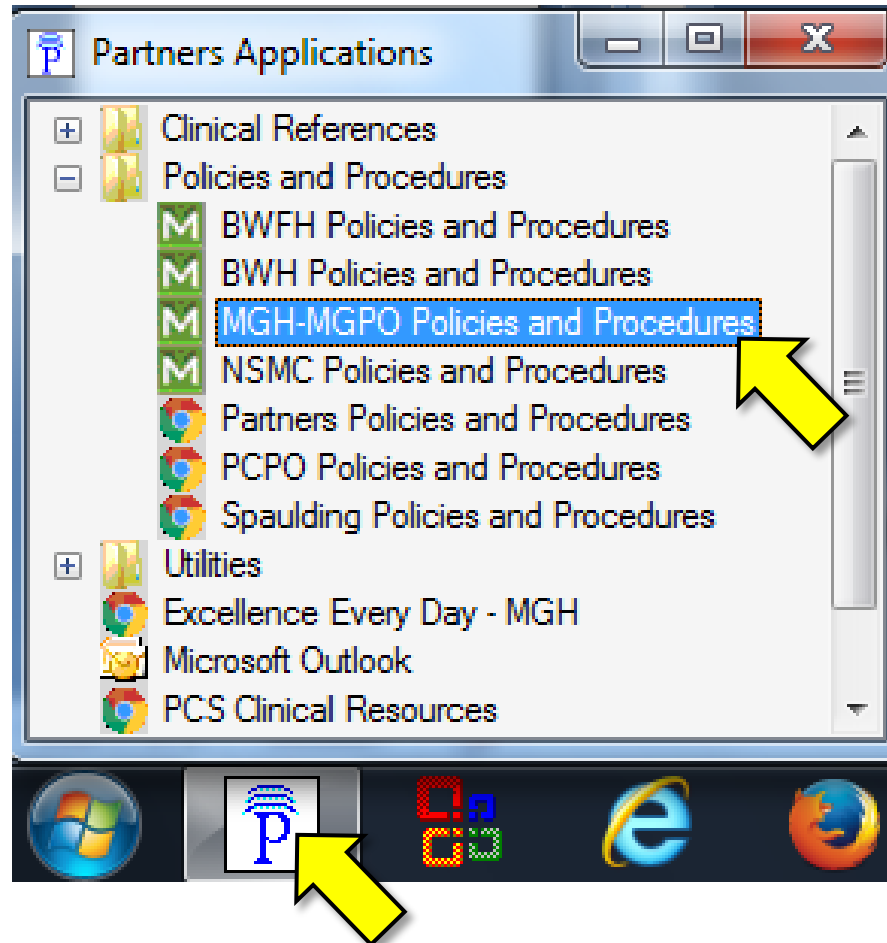 Partners Applications
Clinical References
Policies and Procedures
BWFH Policies and Procedures
BWH Policies and Procedures
MGH-MGPO Policies and Procedures
NSMC Policies and Procedures
Partners Policies and Procedures
PCPO Policies and Procedures
Spaulding Policies and Procedures
Utilities
Excellence Every Day - MGH
Microsoft Outlook
PCS Clinical Resources